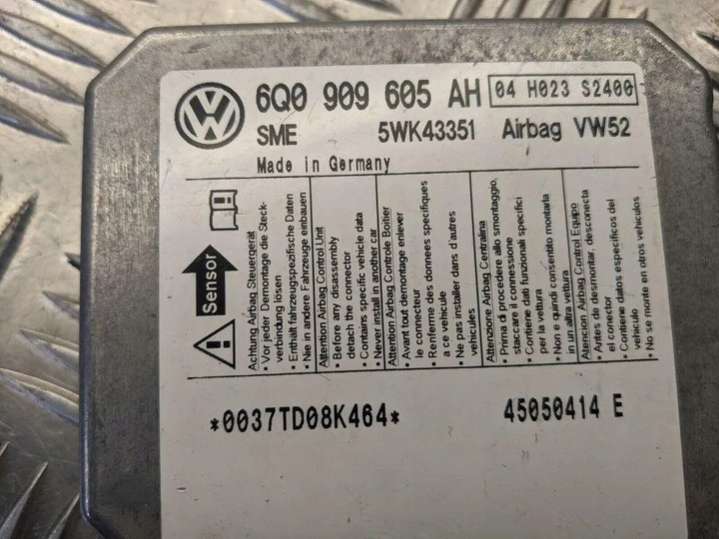 6Q0 909 605 AH
04 H023 S2400
SME 5WK43351 Airbag VW52
Made in Germany
Sensor
Achtung Airbag Steuergerät
• Vor jeder Demontage die Steck-
verbindung lösen
• Enthält fahrzeugspezifische Daten
• Nie in andere Fahrzeuge einbauen
Attention Airbag Control Unit
• Before any disassembly
detach the connector
• Contains specific vehicle data
• Never install in another car
Attention Airbag Controle Boitier
• Avant tout demontage enlever
le connecteur
• Renferme des donnees specifiques
a ce vehicule
• Ne pas installer dans d'autres
vehicules
Attenzione Airbag Centralina
• Prima di procedere allo smontaggio,
staccare il connessione
• Contiene dati funzionali specifici
per la vettura
• Non e quindi consentito montarla
in un altra vettura
Atencion Airbag Control Equipo
• Antes de desmontar, desconecta
el conector
• Contiene datos especificos del
vehiculo
• No se monte en otros vehiculos
*0037TD08K464* 45050414 E